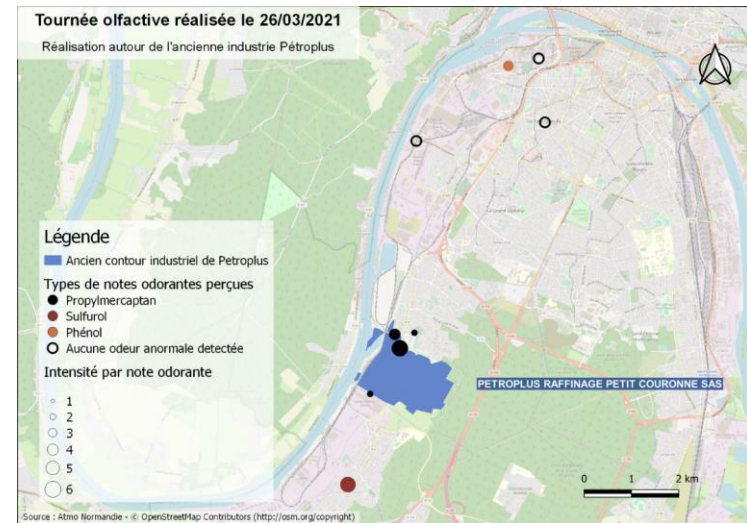 Tournée olfactive réalisée le 26/03/2021
Réalisation autour de l'ancienne industrie Pétroplus
Légende
Ancien contour industriel de Petroplus
Types de notes odorantes perçues
Propylmercaptan
Sulfurol
Phénol
Aucune odeur anormale detectée
Intensité par note odorante
1
2
3
4
5
6
PETROPLUS RAFFINAGE PETIT COURONNE SAS
0 1 2 km
Source : Atmo Normandie - © OpenStreetMap Contributors (http://osm.org/copyright)